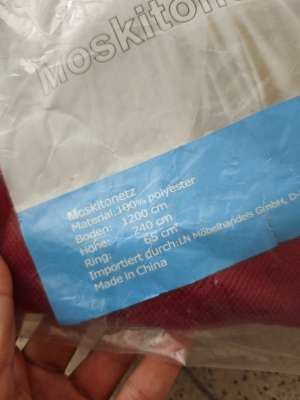 Moskitone
Moskitonetz
Material:100% polyester
Boden: 1200 cm
Höhe: 240 cm
Ring: 65 cm
Importiert durch:LN Möbelhandels GmbH, D
Made in China